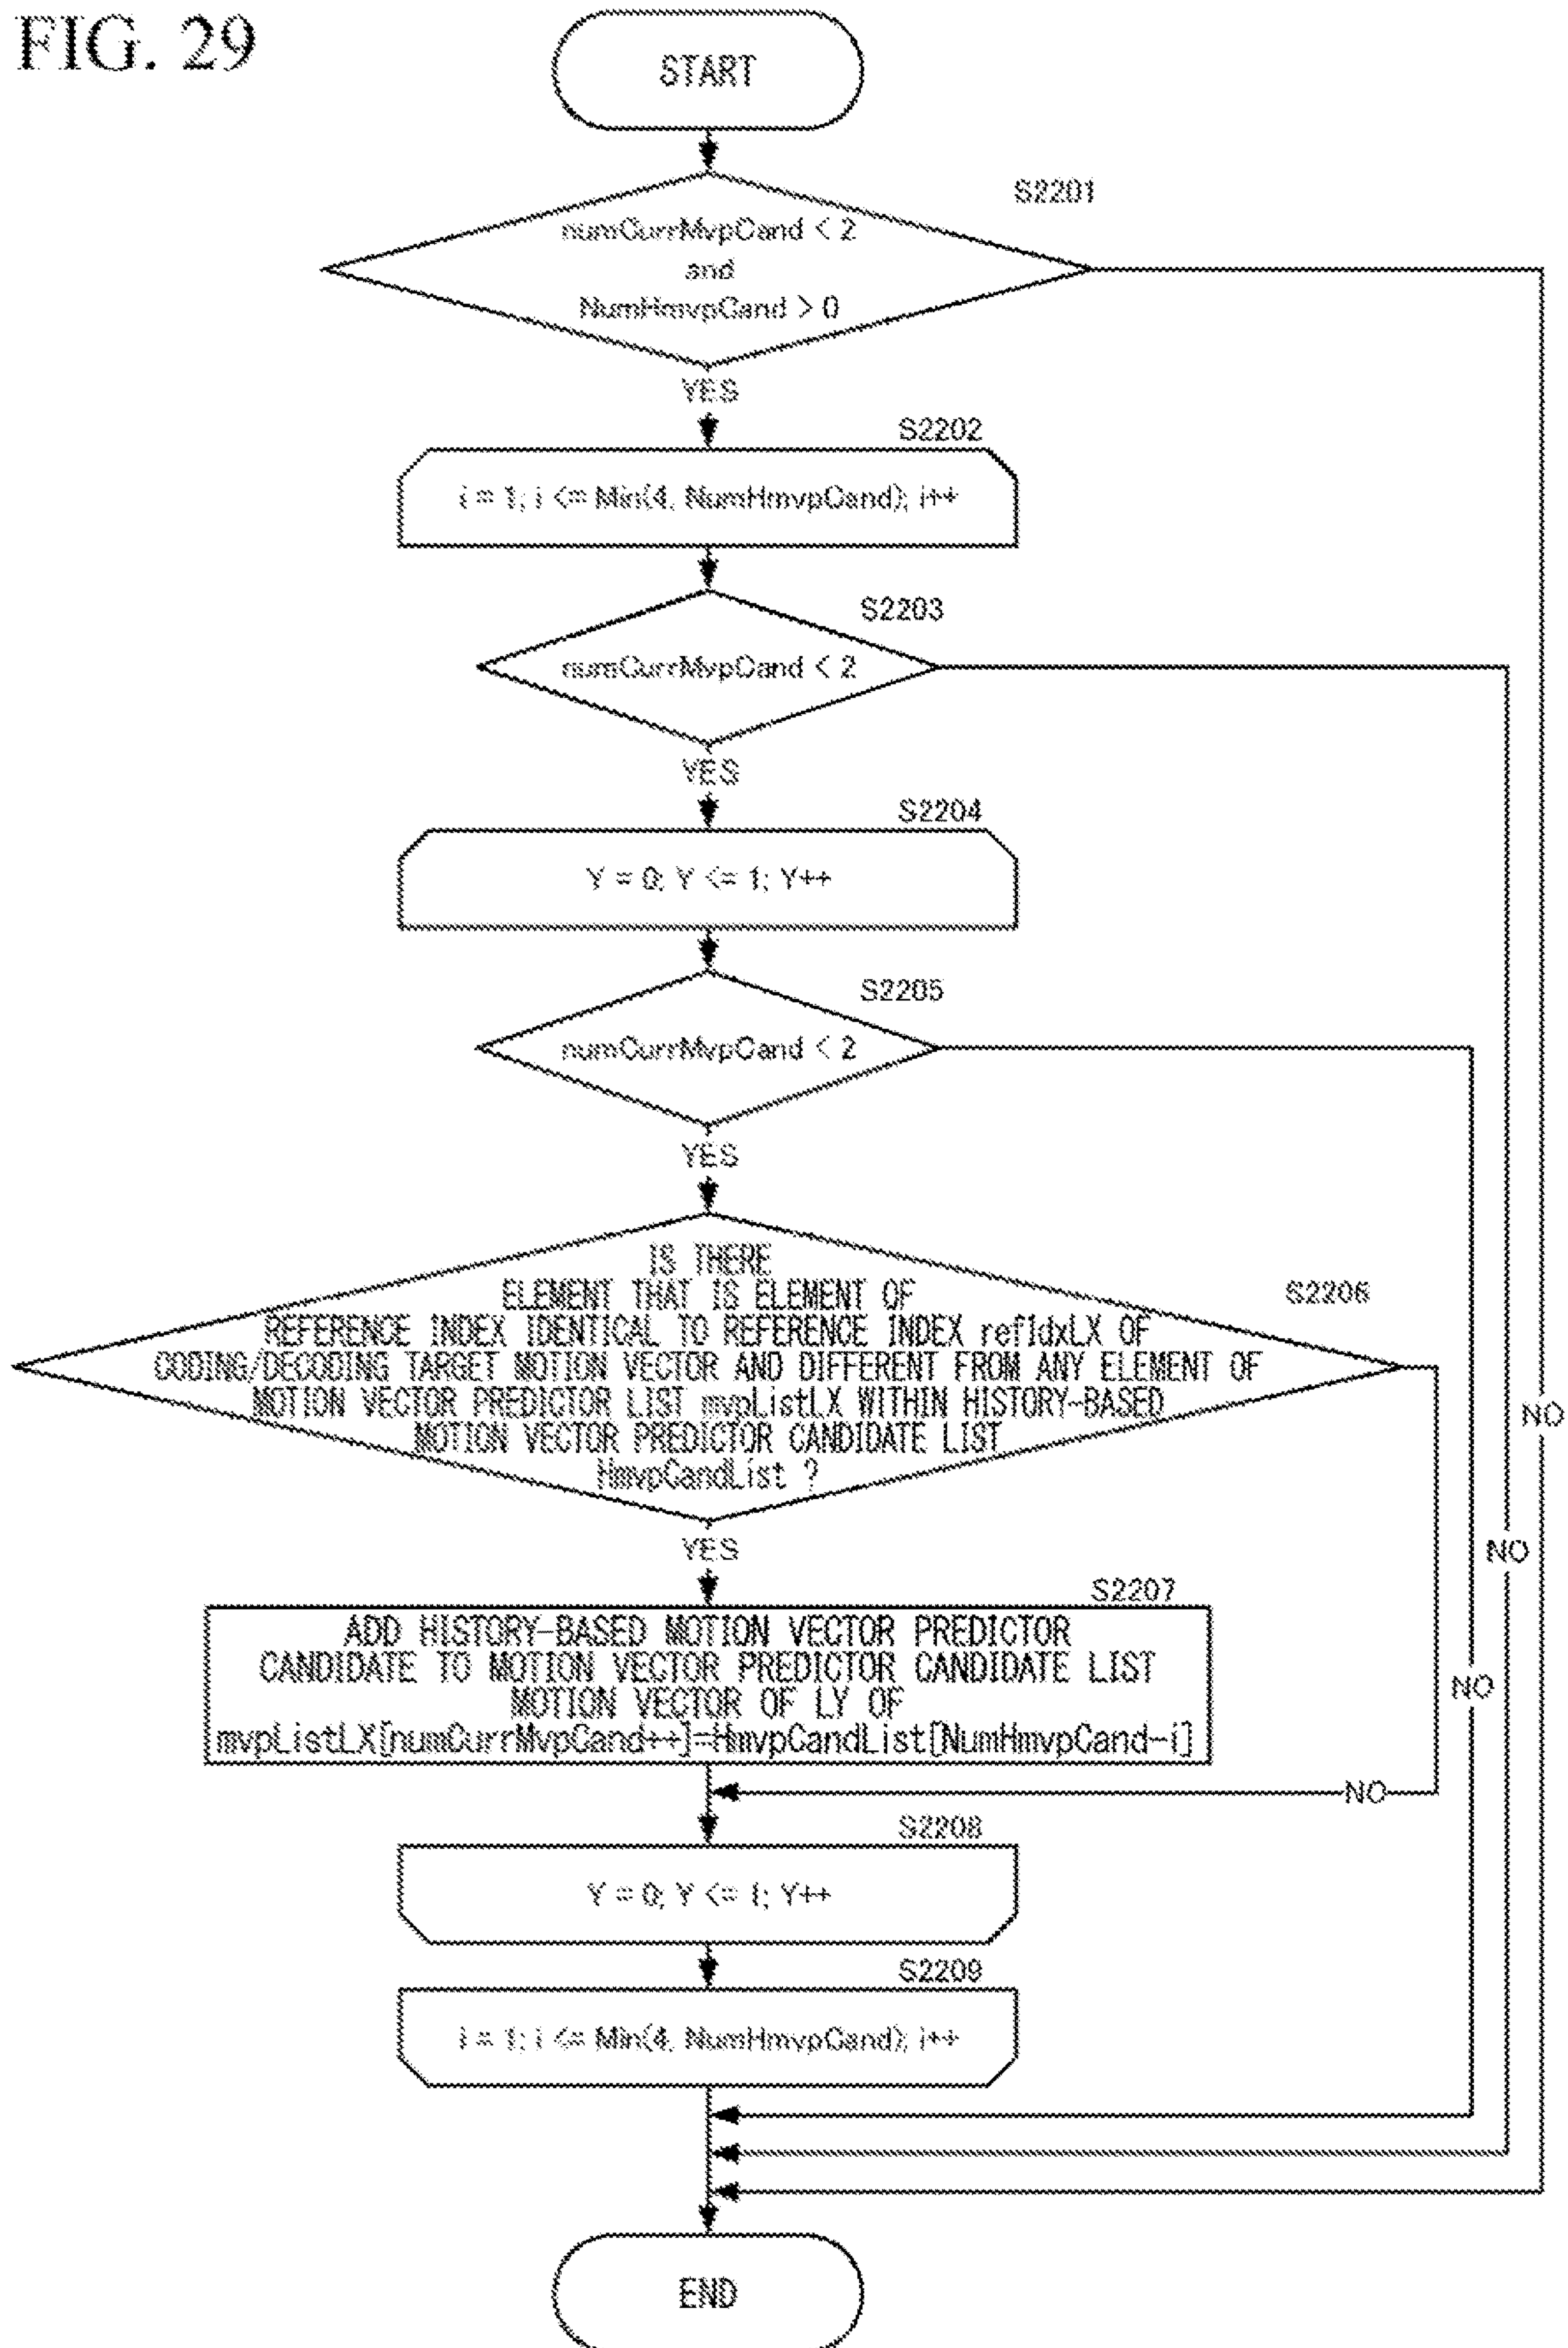 FIG. 29
START
S2201
numCurrMvpCand < 2
and
NumHmvpCand > 0
YES
S2202
i = 1; i <= Min(4, NumHmvpCand); i++
S2203
numCurrMvpCand < 2
YES
S2204
Y = 0; Y <= 1; Y++
S2205
numCurrMvpCand < 2
YES
IS THERE
ELEMENT THAT IS ELEMENT OF
S2206
REFERENCE INDEX IDENTICAL TO REFERENCE INDEX refIdxLX OF
CODING/DECODING TARGET MOTION VECTOR AND DIFFERENT FROM ANY ELEMENT OF
MOTION VECTOR PREDICTOR LIST mvpListLX WITHIN HISTORY-BASED
MOTION VECTOR PREDICTOR CANDIDATE LIST
HmvpCandList ?
NO
YES
NO
S2207
ADD HISTORY-BASED MOTION VECTOR PREDICTOR
CANDIDATE TO MOTION VECTOR PREDICTOR CANDIDATE LIST
MOTION VECTOR OF LY OF
mvpListLX[numCurrMvpCand++]=HmvpCandList[NumHmvpCand-i]
NO
NO
S2208
Y = 0; Y <= 1; Y++
S2209
i = 1; i <= Min(4, NumHmvpCand); i++
END